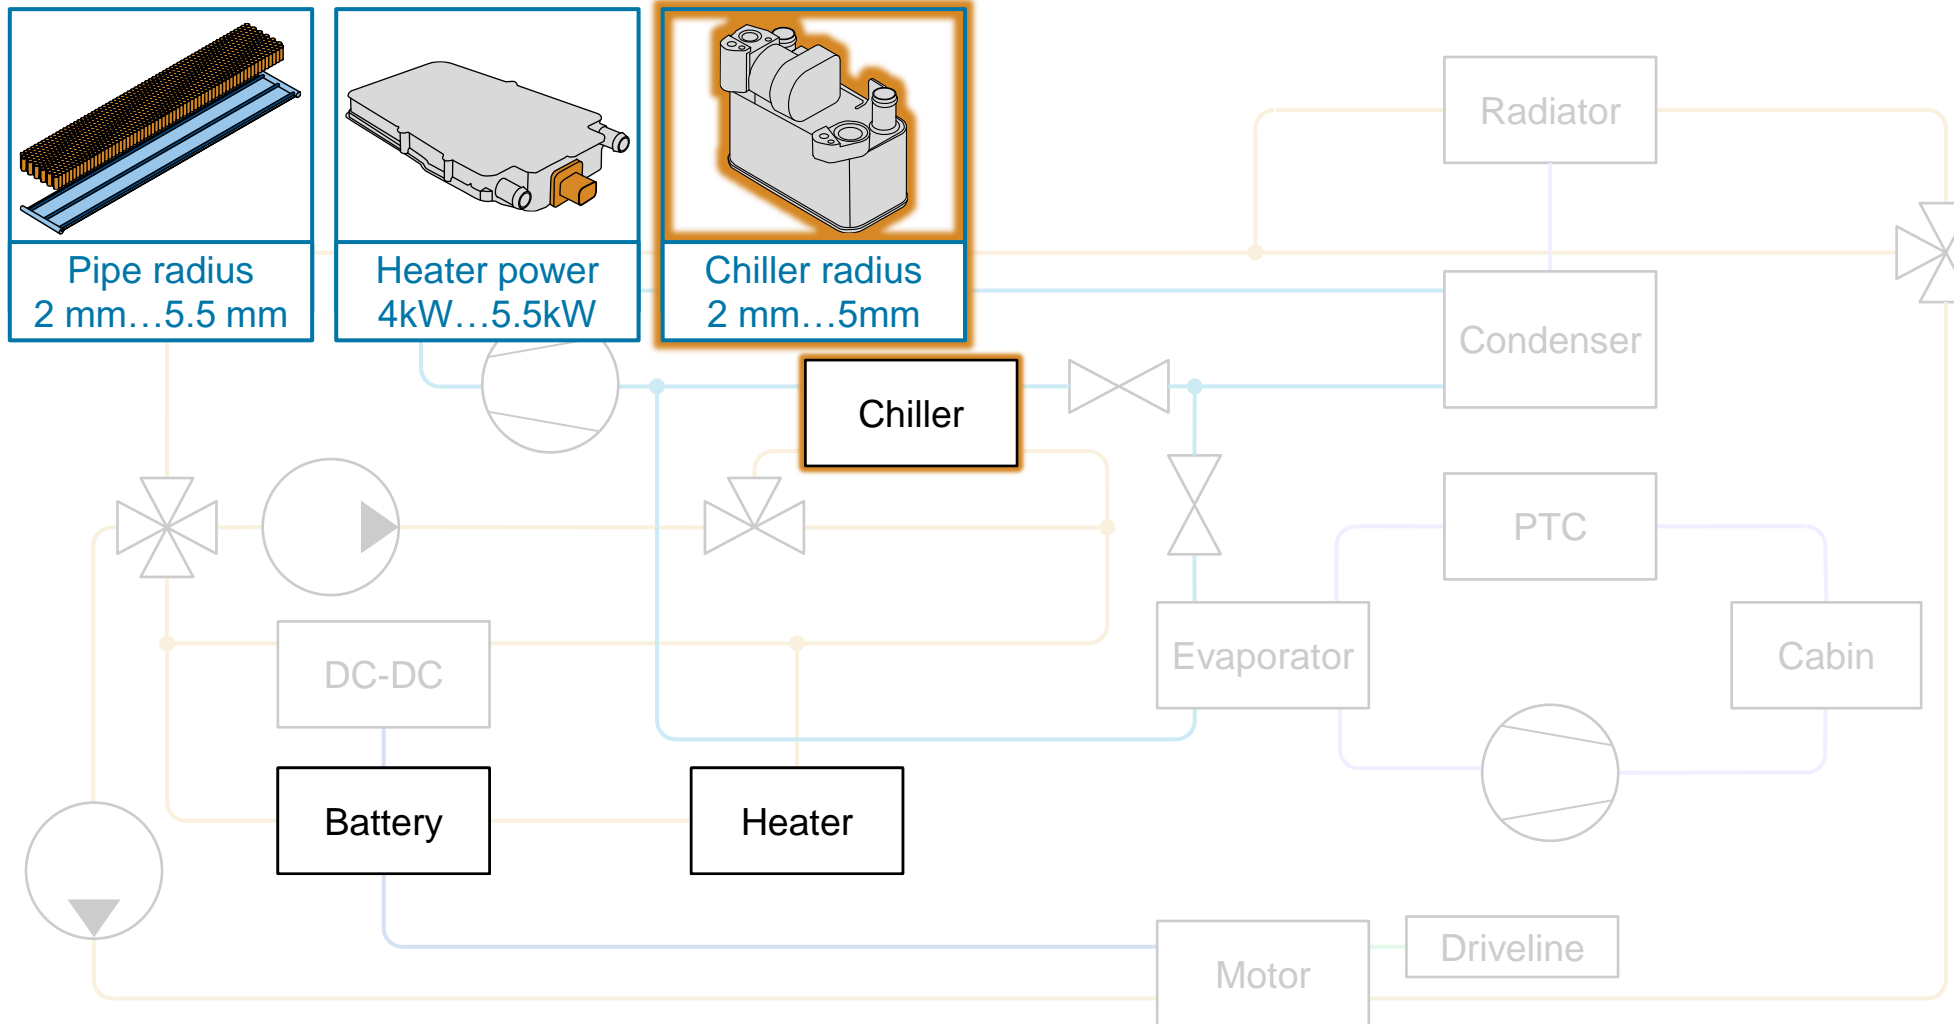 Pipe radius
2 mm…5.5 mm
Heater power
4kW…5.5kW
Chiller radius
2 mm…5mm
Radiator
Condenser
Chiller
PTC
DC-DC
Evaporator
Cabin
Battery
Heater
Motor
Driveline